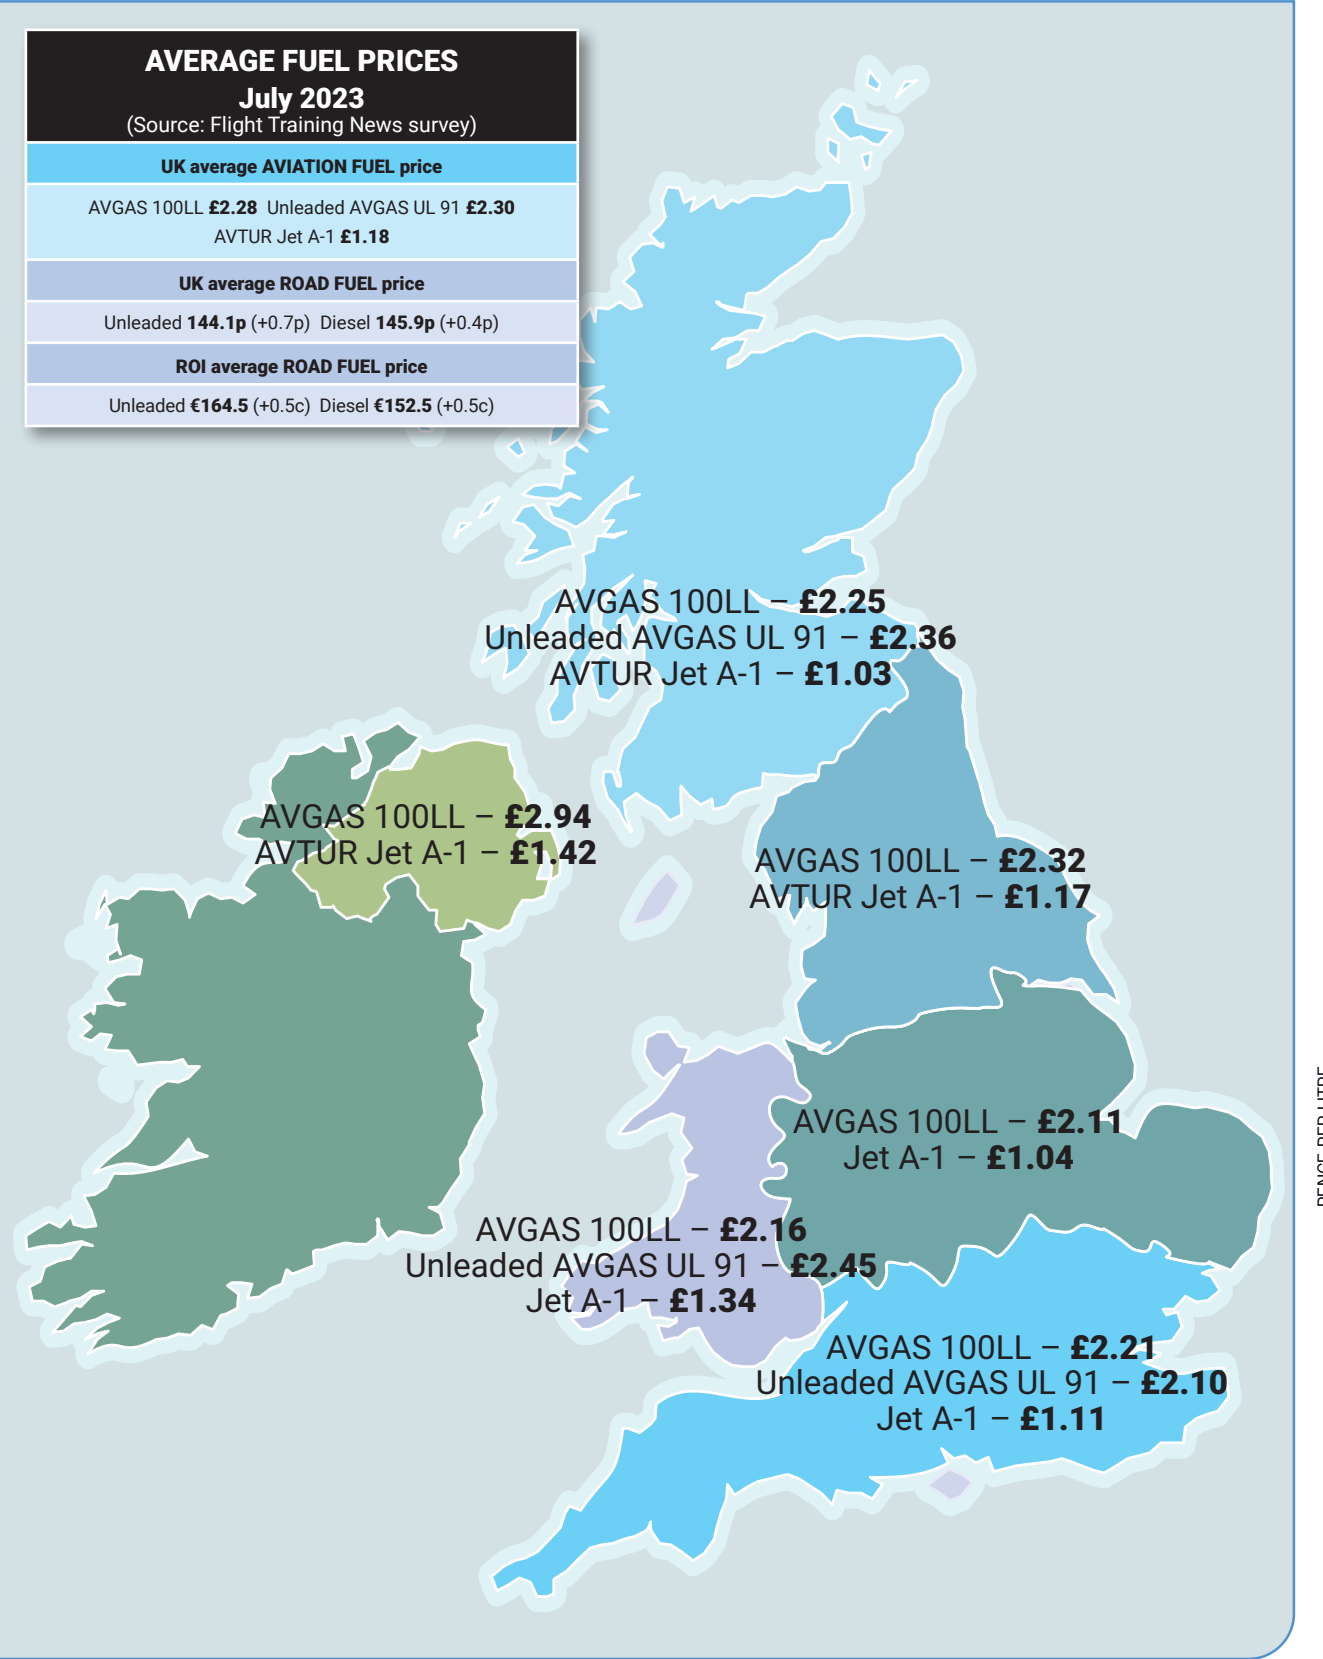 AVERAGE FUEL PRICES
July 2023
(Source: Flight Training News survey)
UK average AVIATION FUEL price
AVGAS 100LL £2.28 Unleaded AVGAS UL 91 £2.30
AVTUR Jet A-1 £1.18
UK average ROAD FUEL price
Unleaded 144.1p (+0.7p) Diesel 145.9p (+0.4p)
ROI average ROAD FUEL price
Unleaded €164.5 (+0.5c) Diesel €152.5 (+0.5c)
AVGAS 100LL – £2.25
Unleaded AVGAS UL 91 – £2.36
AVTUR Jet A-1 – £1.03
AVGAS 100LL – £2.94
AVTUR Jet A-1 – £1.42
AVGAS 100LL – £2.32
AVTUR Jet A-1 – £1.17
AVGAS 100LL – £2.11
Jet A-1 – £1.04
AVGAS 100LL – £2.16
Unleaded AVGAS UL 91 – £2.45
Jet A-1 – £1.34
AVGAS 100LL – £2.21
Unleaded AVGAS UL 91 – £2.10
Jet A-1 – £1.11